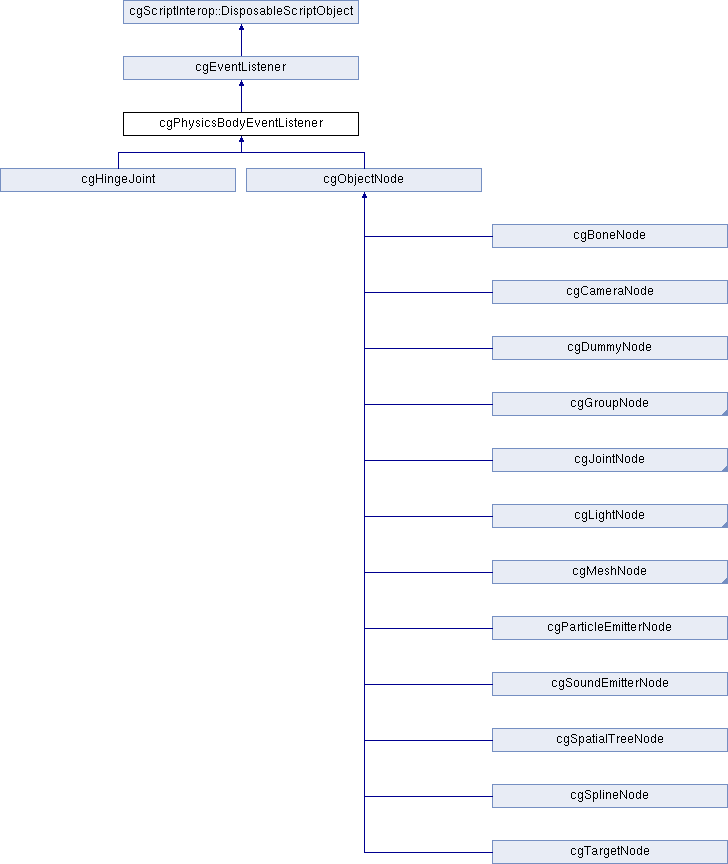 cgScriptInterop::DisposableScriptObject
cgEventListener
cgPhysicsBodyEventListener
cgHingeJoint
cgObjectNode
cgBoneNode
cgCameraNode
cgDummyNode
cgGroupNode
cgJointNode
cgLightNode
cgMeshNode
cgParticleEmitterNode
cgSoundEmitterNode
cgSpatialTreeNode
cgSplineNode
cgTargetNode